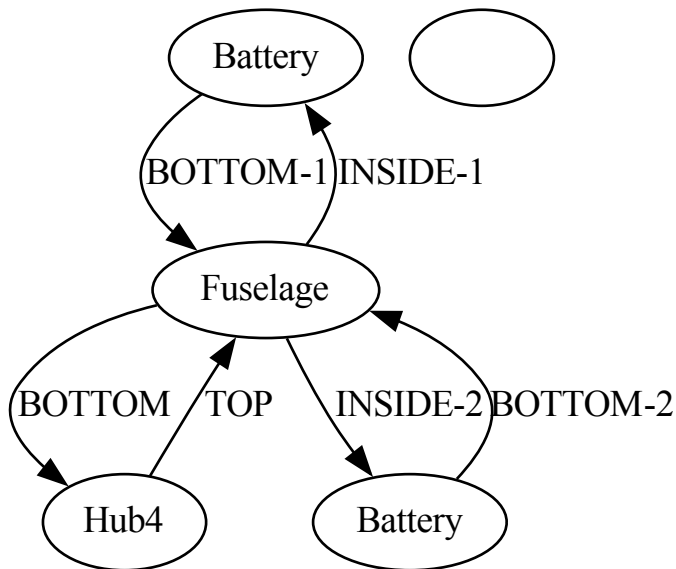 Battery
BOTTOM-1 INSIDE-1
Fuselage
BOTTOM TOP INSIDE-2 BOTTOM-2
Hub4 Battery